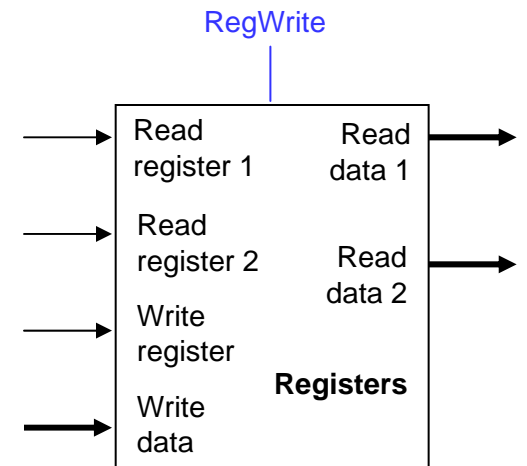 RegWrite
Read
register 1
Read
data 1
Read
register 2
Read
data 2
Write
register
Registers
Write
data